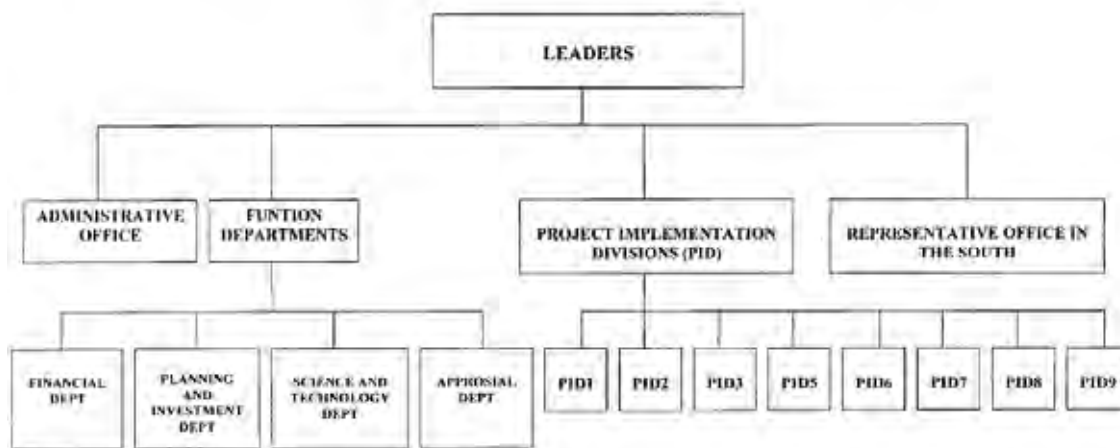 LEADERS
ADMINISTRATIVE
OFFICE
FUNTION
DEPARTMENTS
PROJECT IMPLEMENTATION
DIVISIONS (PID)
REPRESENTATIVE OFFICE IN
THE SOUTH
FINANCIAL
DEPT
PLANNING
AND
INVESTMENT
DEPT
SCIENCE AND
TECHNOLOGY
DEPT
APPROSIAL
DEPT
PID1
PID2
PID3
PID5
PID6
PID7
PID8
PID9